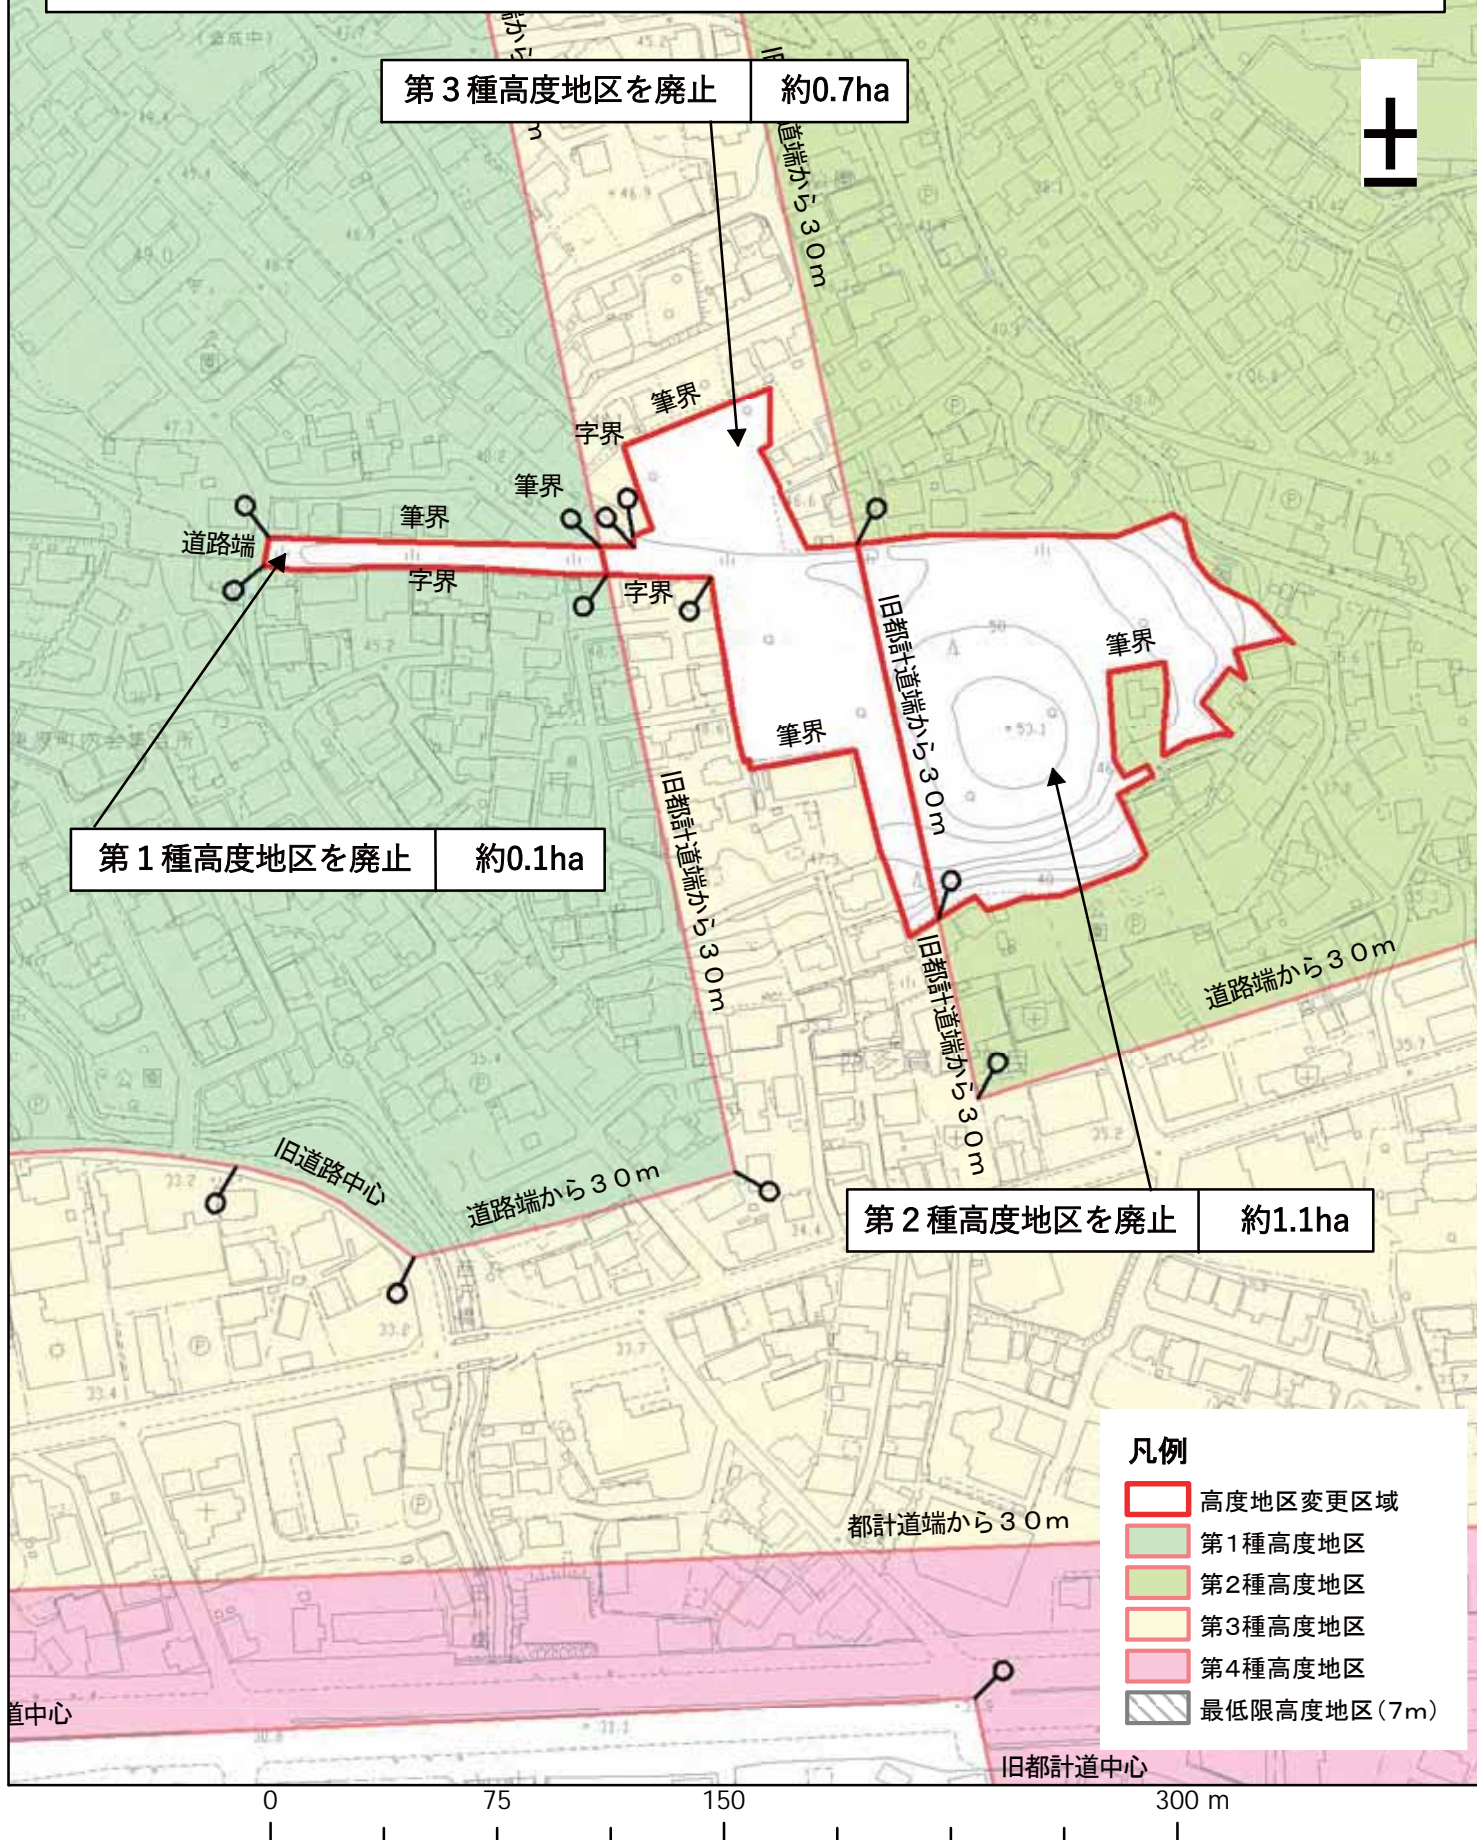 第３種高度地区を廃止 約0.7ha
旧都計道端から３０ｍ
筆界
字界
筆界
筆界
道路端
字界
字界
筆界
旧都計道端から３０ｍ
筆界
旧都計道端から３０ｍ
第１種高度地区を廃止 約0.1ha
旧都計道端から３０ｍ
道路端から３０ｍ
旧道路中心
道路端から３０ｍ
第２種高度地区を廃止 約1.1ha
都計道端から３０ｍ
凡例
高度地区変更区域
第1種高度地区
第2種高度地区
第3種高度地区
第4種高度地区
最低限高度地区（7m）
道中心
旧都計道中心
0 75 150 300 m